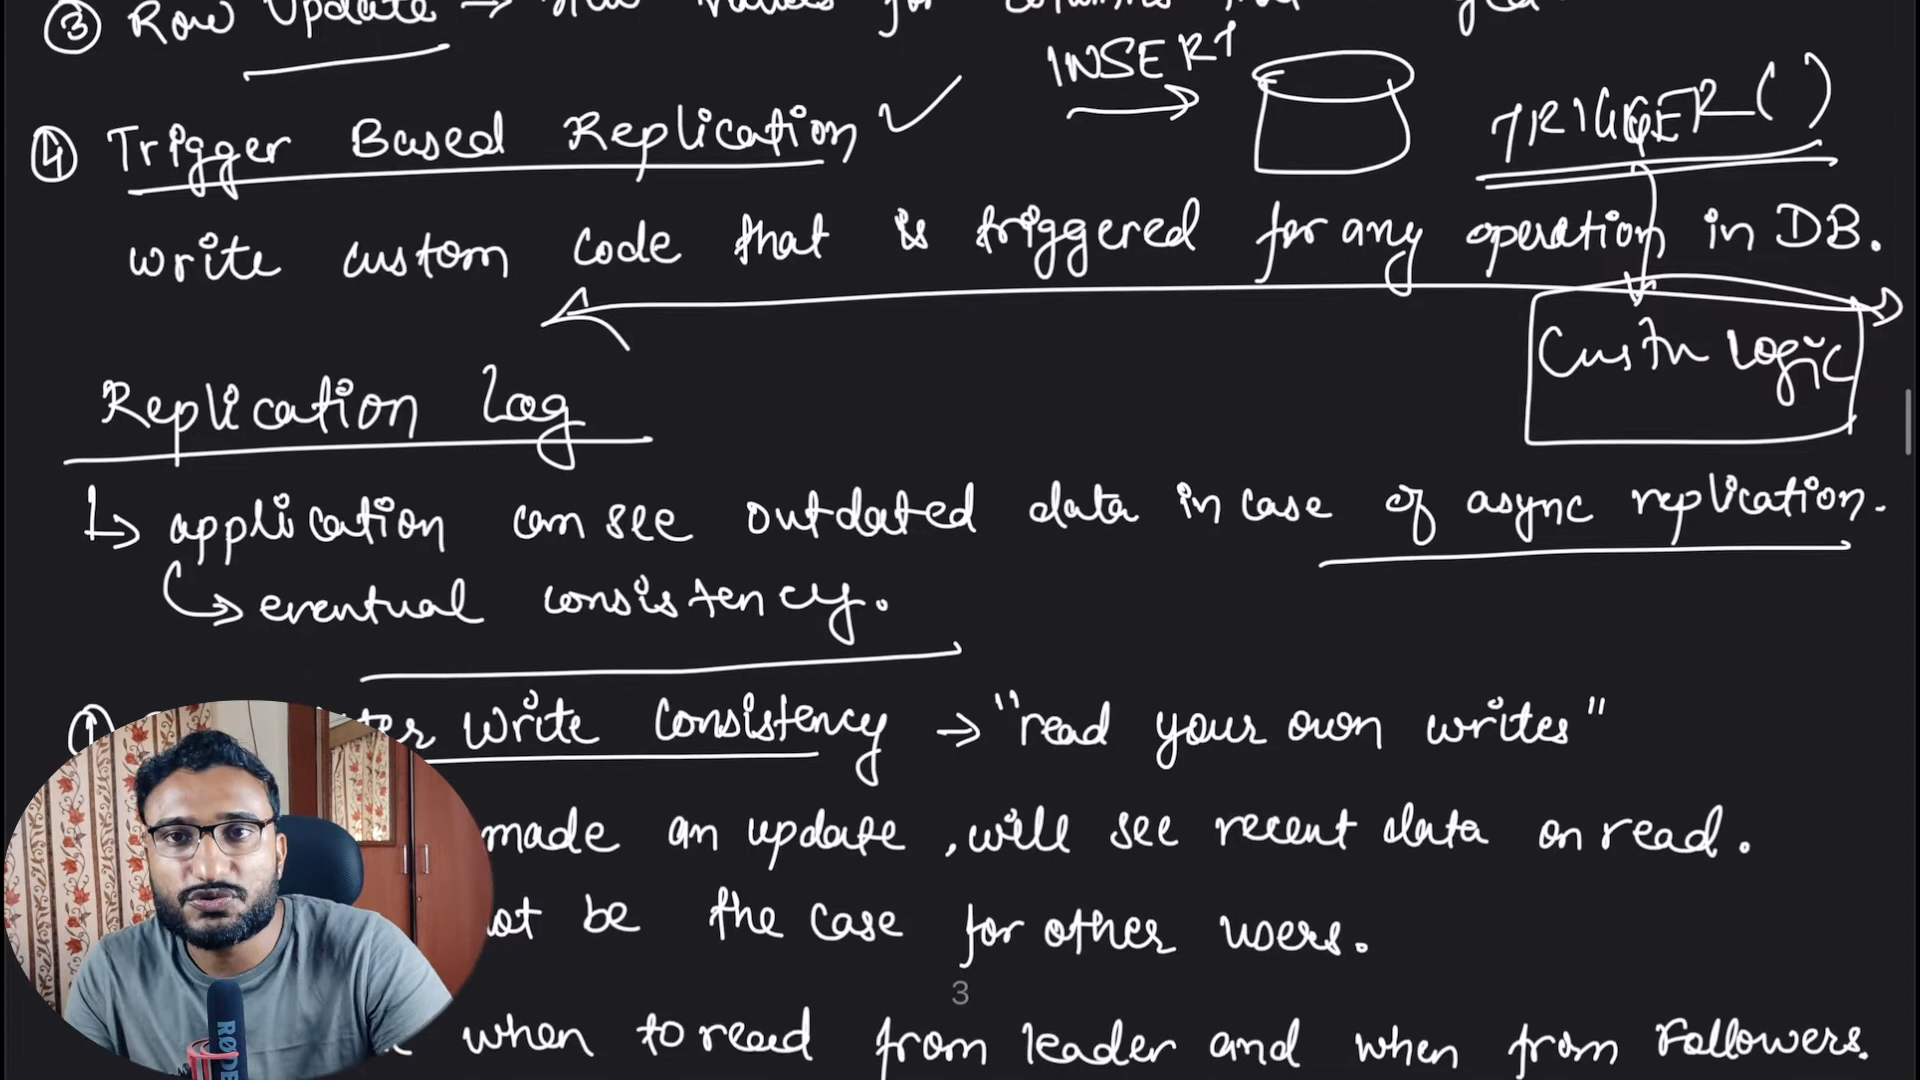 ③ Row Update →
INSERT
④ Trigger Based Replication ✓
TRIGGER()
write custom code that is triggered for any operation in DB.
Custm Logic
Replication Lag
↳ application can see outdated data in case of async replication.
↳ eventual consistency.
① Write Consistency → "read your own writes"
made an update, will see recent data on read.
be the case for other users.
3
when to read from leader and when from followers.
RØDE